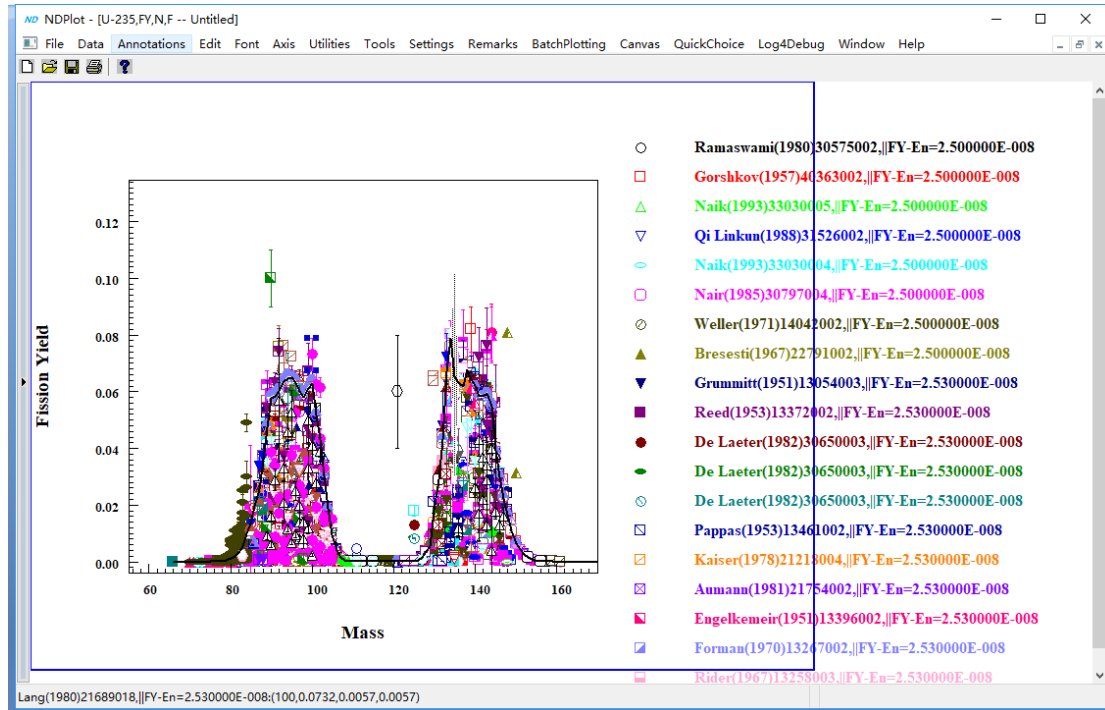 ND NDPlot - [U-235,FY,N,F -- Untitled]
File Data Annotations Edit Font Axis Utilities Tools Settings Remarks BatchPlotting Canvas QuickChoice Log4Debug Window Help
Ramaswami(1980)30575002,||FY-En=2.500000E-008
Gorshkov(1957)40363002,||FY-En=2.500000E-008
Naik(1993)33030005,||FY-En=2.500000E-008
Qi Linkun(1988)31526002,||FY-En=2.500000E-008
Naik(1993)33030004,||FY-En=2.500000E-008
Nair(1985)30797004,||FY-En=2.500000E-008
Weller(1971)14042002,||FY-En=2.500000E-008
Bresesti(1967)22791002,||FY-En=2.500000E-008
Grummitt(1951)13054003,||FY-En=2.530000E-008
Reed(1953)13372002,||FY-En=2.530000E-008
De Laeter(1982)30650003,||FY-En=2.530000E-008
De Laeter(1982)30650003,||FY-En=2.530000E-008
De Laeter(1982)30650003,||FY-En=2.530000E-008
Pappas(1953)13461002,||FY-En=2.530000E-008
Kaiser(1978)21218004,||FY-En=2.530000E-008
Aumann(1981)21754002,||FY-En=2.530000E-008
Engelkemeir(1951)13396002,||FY-En=2.530000E-008
Forman(1970)13267002,||FY-En=2.530000E-008
Rider(1967)13258003,||FY-En=2.530000E-008
0.12
0.10
0.08
0.06
0.04
0.02
0.00
Fission Yield
60 80 100 120 140 160
Mass
Lang(1980)21689018,||FY-En=2.530000E-008:(100,0.0732,0.0057,0.0057)